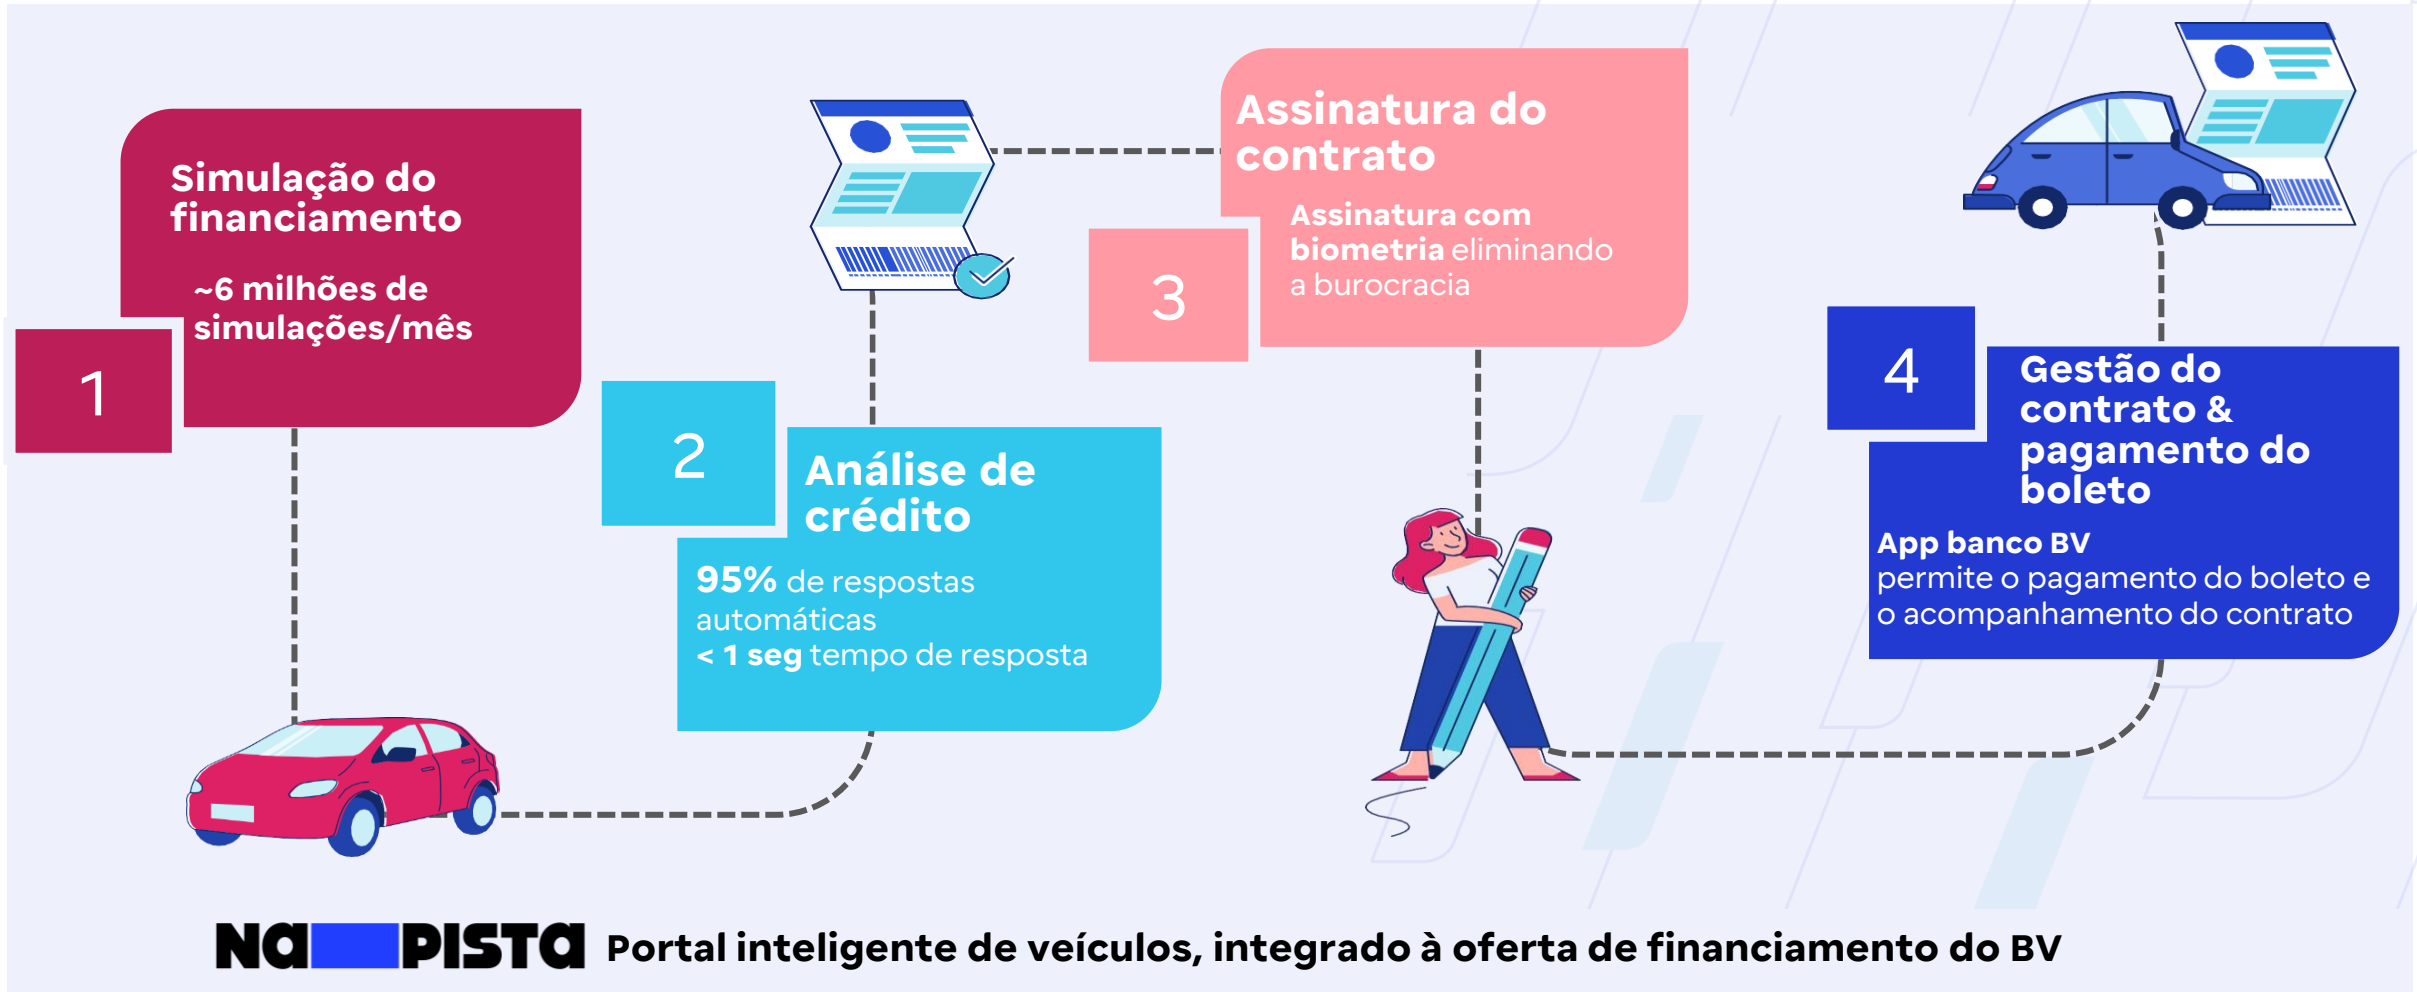 1
Simulação do
financiamento
~6 milhões de
simulações/mês
2
Análise de
crédito
95% de respostas
automáticas
< 1 seg tempo de resposta
3
Assinatura do
contrato
Assinatura com
biometria eliminando
a burocracia
4
Gestão do
contrato &
pagamento do
boleto
App banco BV
permite o pagamento do boleto e
o acompanhamento do contrato
Na PISTa Portal inteligente de veículos, integrado à oferta de financiamento do BV